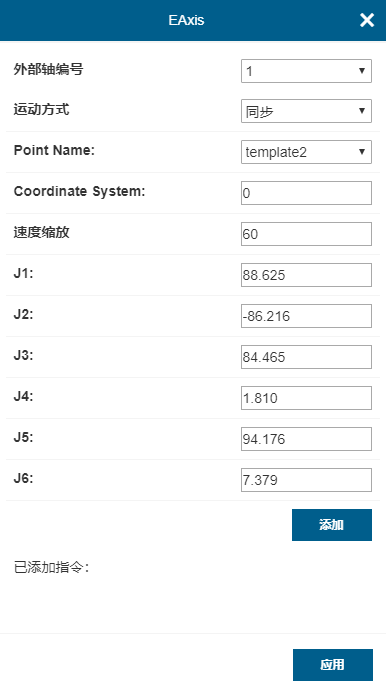 EAxis
外部轴编号 1
运动方式 同步
Point Name: template2
Coordinate System: 0
速度缩放 60
J1: 88.625
J2: -86.216
J3: 84.465
J4: 1.810
J5: 94.176
J6: 7.379
添加
已添加指令:
应用